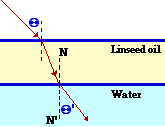 Θ
N
Linseed oil
Water
Θ'
N'